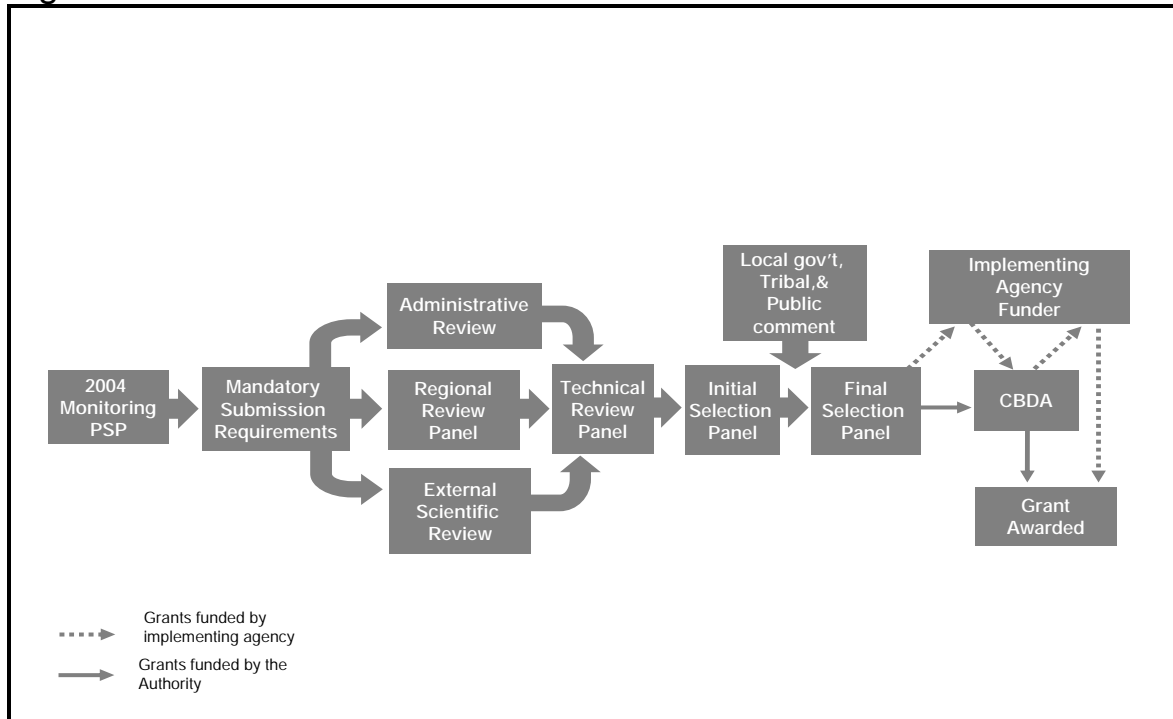 2004
Monitoring
PSP
Mandatory
Submission
Requirements
Administrative
Review
Regional
Review
Panel
External
Scientific
Review
Technical
Review
Panel
Initial
Selection
Panel
Local gov't,
Tribal,&
Public
comment
Final
Selection
Panel
Implementing
Agency
Funder
CBDA
Grant
Awarded
Grants funded by
implementing agency
Grants funded by the
Authority